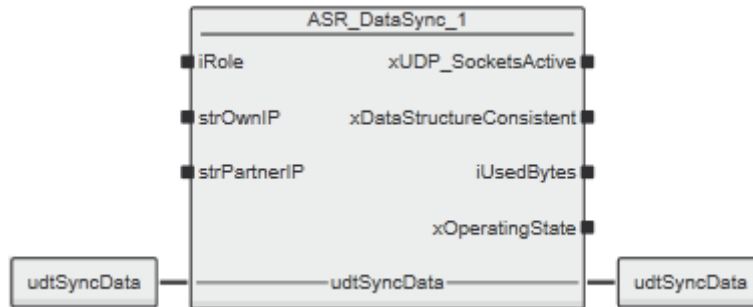 ASR_DataSync_1
iRole xUDP_SocketsActive
strOwnIP xDataStructureConsistent
strPartnerIP iUsedBytes
xOperatingState
udtSyncData udtSyncData udtSyncData